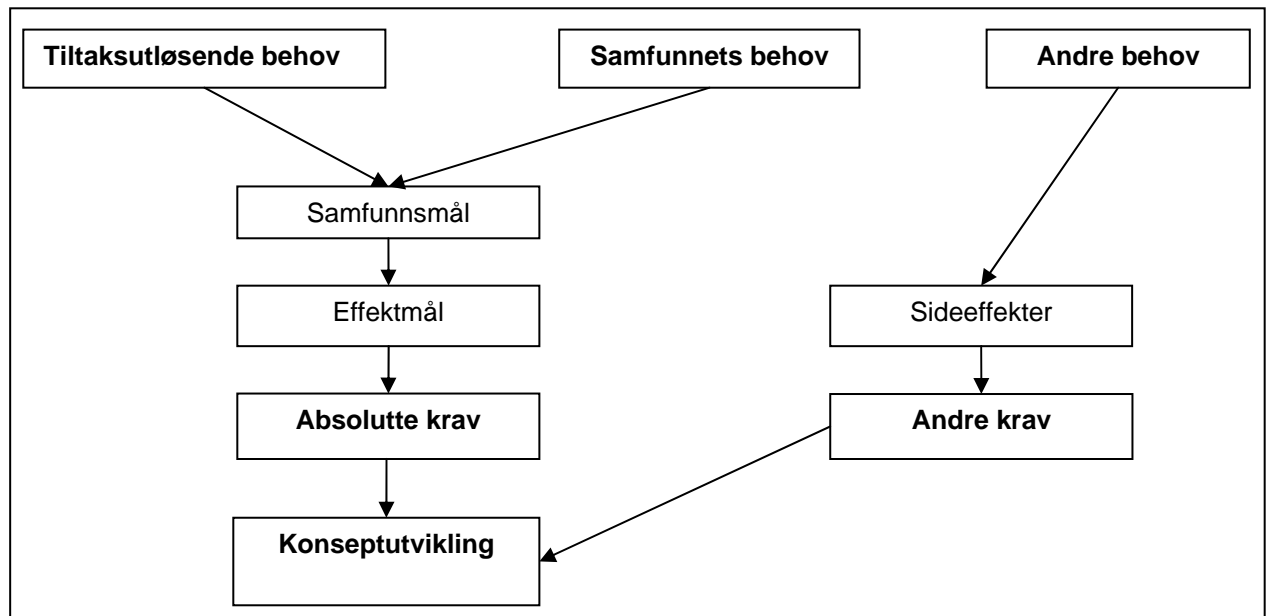 Tiltaksutløsende behov
Samfunnets behov
Andre behov
Samfunnsmål
Effektmål
Sideeffekter
Absolutte krav
Andre krav
Konseptutvikling